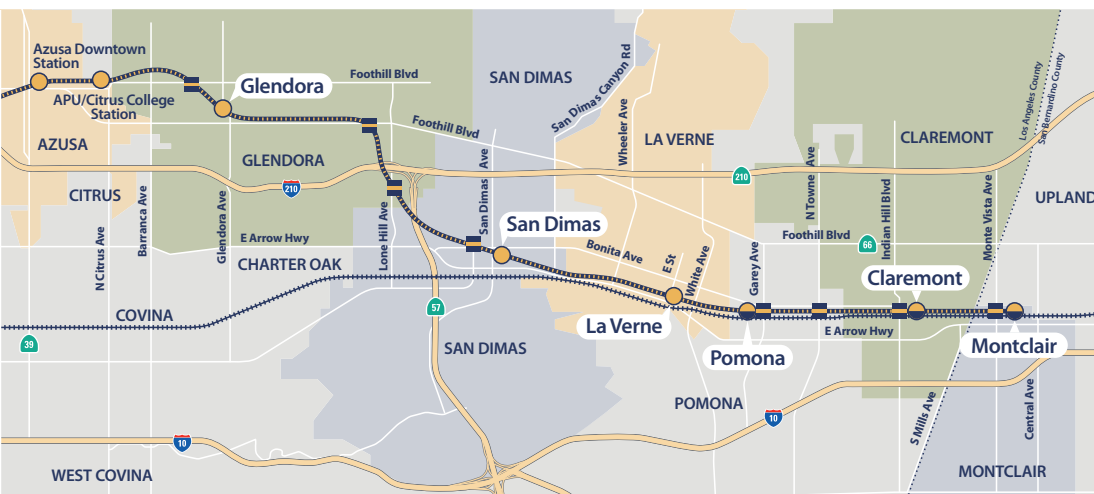 Azusa Downtown
Station
APU/Citrus College
Station
Glendora
Foothill Blvd
Foothill Blvd
SAN DIMAS
San Dimas Canyon Rd
Wheeler Ave
LA VERNE
CLAREMONT
Los Angeles County
San Bernardino County
AZUSA
GLENDORA
210
210
CITRUS
N Citrus Ave
Barranca Ave
Glendora Ave
Lone Hill Ave
San Dimas Ave
N Towne Ave
Indian Hill Blvd
Monte Vista Ave
UPLAND
San Dimas
E Arrow Hwy
Bonita Ave
E St
White Ave
Garey Ave
Foothill Blvd
66
CHARTER OAK
Claremont
57
COVINA
La Verne
E Arrow Hwy
39
SAN DIMAS
Pomona
Montclair
POMONA
10
S Mills Ave
Central Ave
10
WEST COVINA
MONTCLAIR